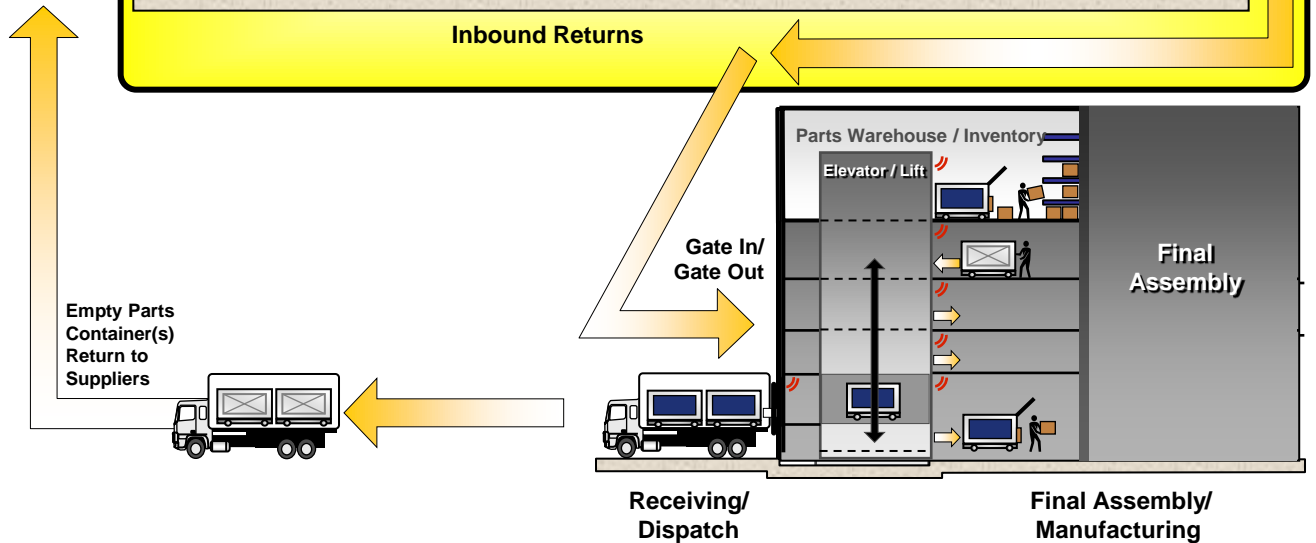 Inbound Returns
Parts Warehouse / Inventory
Elevator / Lift
Gate In/
Gate Out
Final
Assembly
Empty Parts
Container(s)
Return to
Suppliers
Receiving/
Dispatch
Final Assembly/
Manufacturing